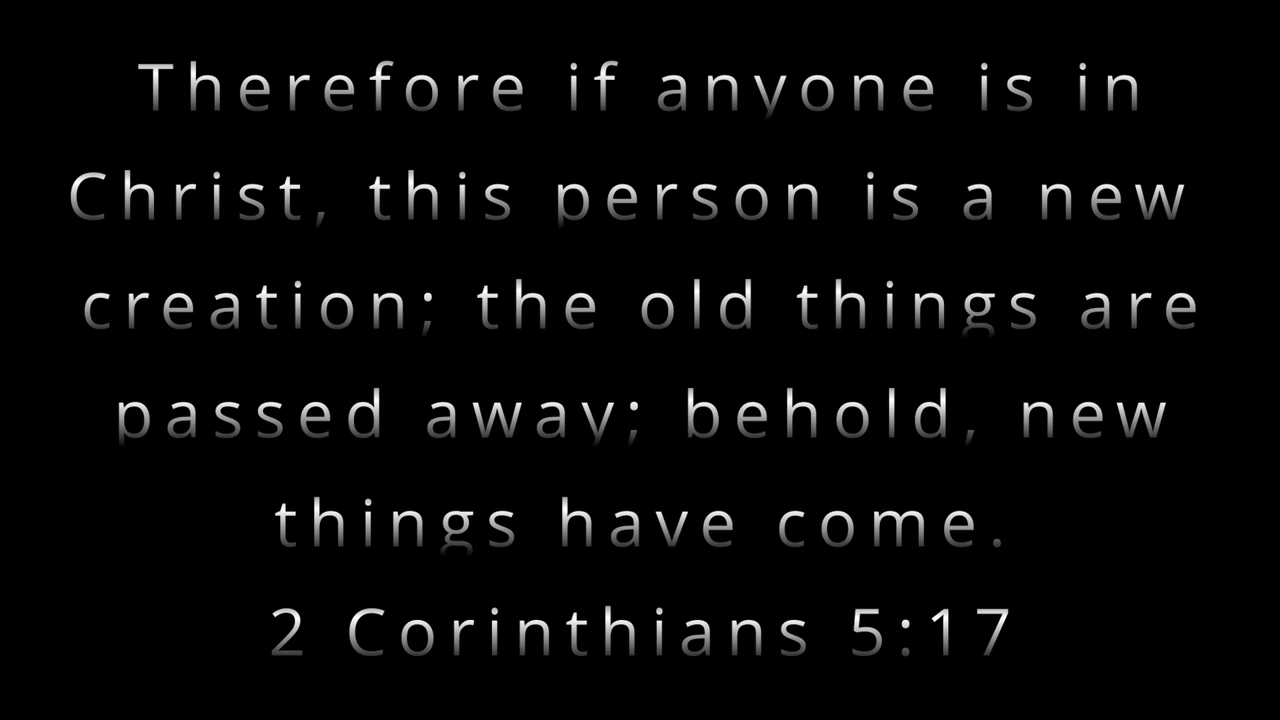 Therefore if anyone is in
Christ, this person is a new
creation; the old things are
passed away; behold, new
things have come.
2 Corinthians 5:17